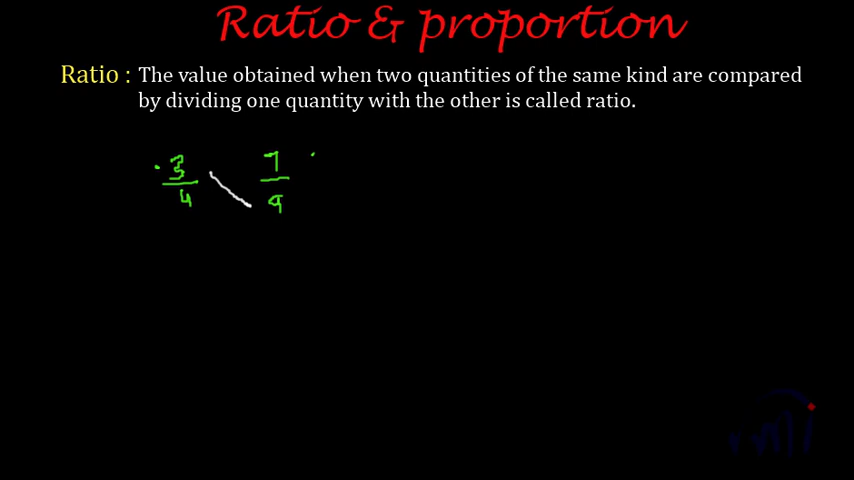 Ratio & proportion
Ratio : The value obtained when two quantities of the same kind are compared
by dividing one quantity with the other is called ratio.
3 7
4 9